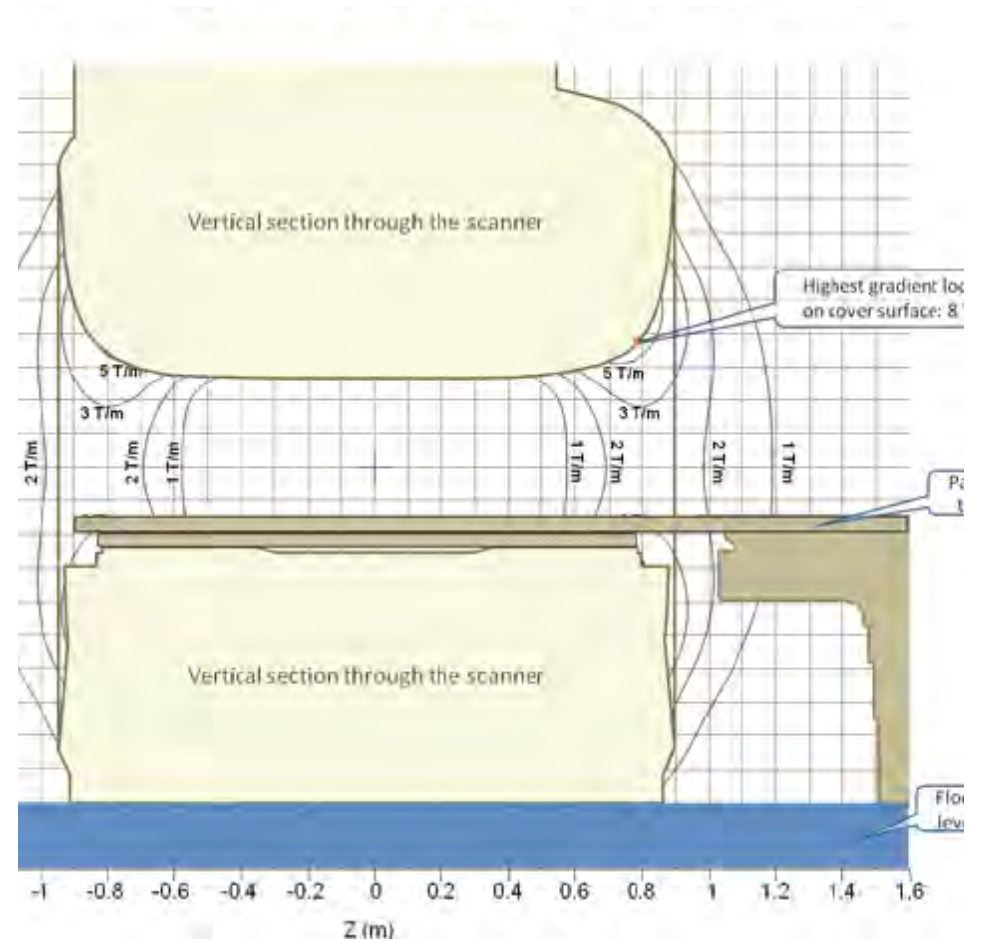 Vertical section through the scanner
Highest gradient loc
on cover surface: 8
5 T/m
5 T/m
3 T/m
3 T/m
2 T/m
2 T/m
1 T/m
1 T/m
2 T/m
2 T/m
1 T/m
Pa
t
Vertical section through the scanner
Flo
leve
-1 -0.8 -0.6 -0.4 -0.2 0 0.2 0.4 0.6 0.8 1 1.2 1.4 1.6
Z (m)